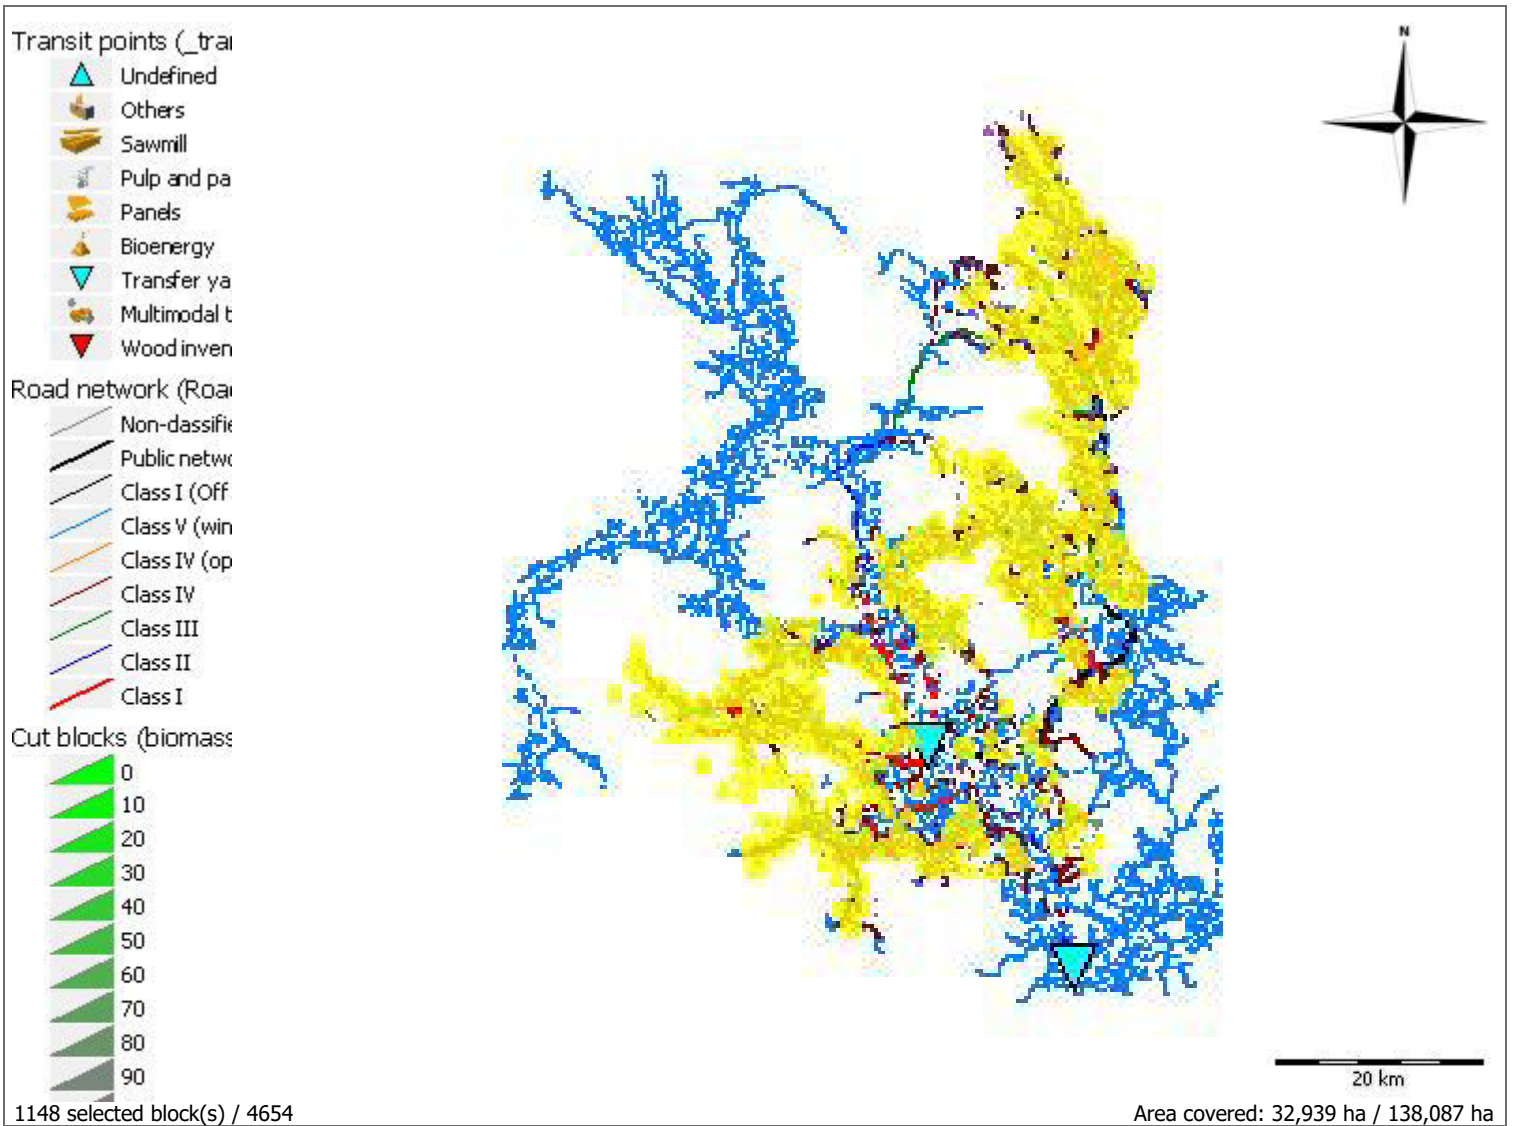 N
Transit points (_tra
Undefined
Others
Sawmill
Pulp and pa
Panels
Bioenergy
Transfer ya
Multimodal t
Wood inven
Road network (Roa
Non-classifie
Public netwo
Class I (Off
Class V (win
Class IV (op
Class IV
Class III
Class II
Class I
Cut blocks (biomass
0
10
20
30
40
50
60
70
80
90
20 km
1148 selected block(s) / 4654
Area covered: 32,939 ha / 138,087 ha